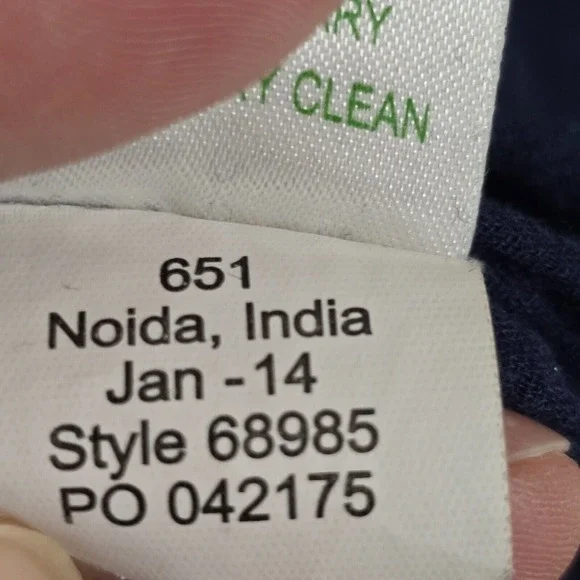 CLEAN
651
Noida, India
Jan -14
Style 68985
PO 042175